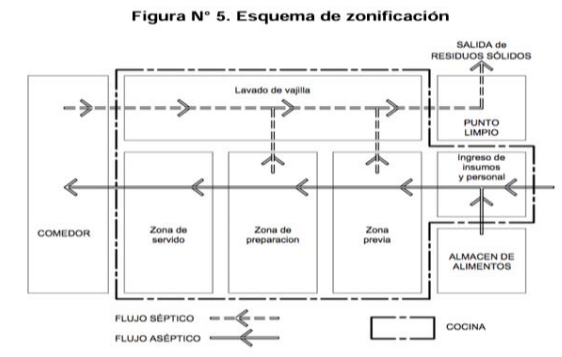 Figura N° 5. Esquema de zonificación
SALIDA de
RESIDUOS SÓLIDOS
Lavado de vajilla
PUNTO
LIMPIO
Ingreso de
insumos
y personal
COMEDOR
Zona de
servido
Zona de
preparacion
Zona
previa
ALMACEN DE
ALIMENTOS
FLUJO SÉPTICO
FLUJO ASÉPTICO
COCINA